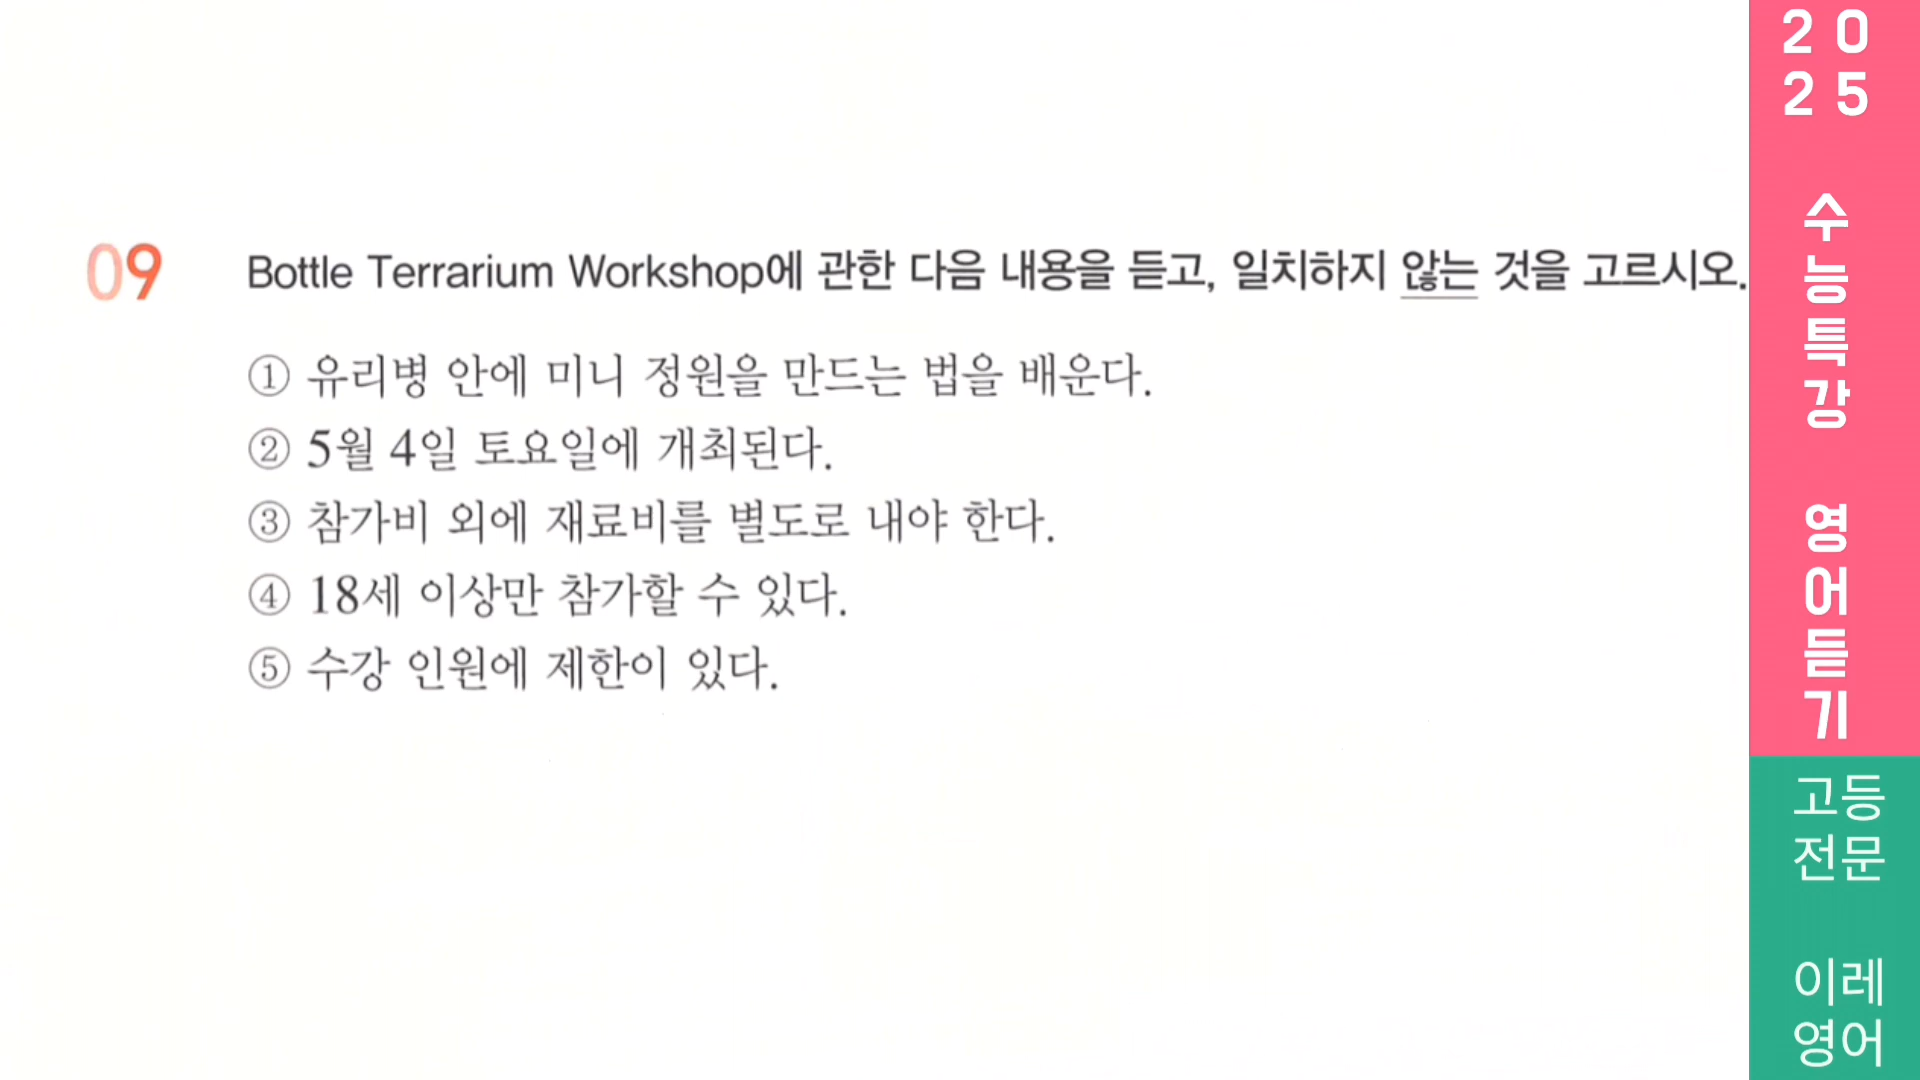 09 Bottle Terrarium Workshop에 관한 다음 내용을 듣고, 일치하지 않는 것을 고르시오.
① 유리병 안에 미니 정원을 만드는 법을 배운다.
② 5월 4일 토요일에 개최된다.
③ 참가비 외에 재료비를 별도로 내야 한다.
④ 18세 이상만 참가할 수 있다.
⑤ 수강 인원에 제한이 있다.
20
25
수능특강
영어듣기
고등
전문
이레
영어